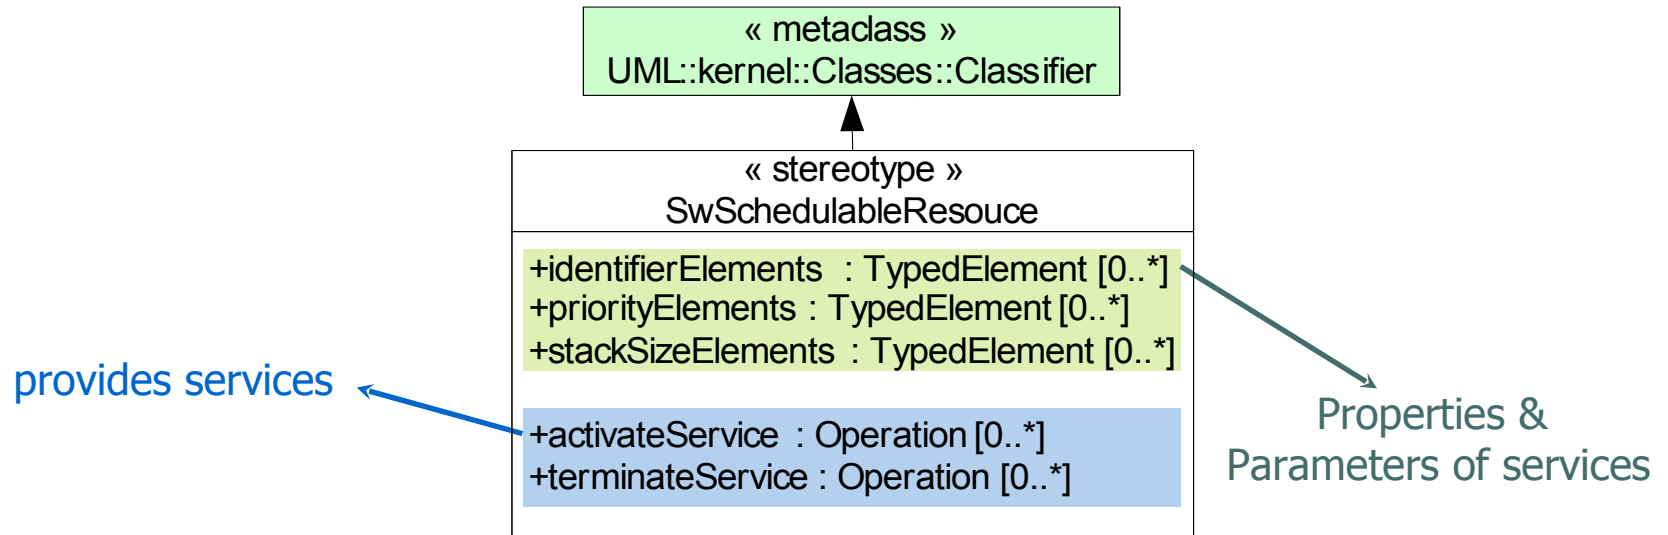 « metaclass »
UML::kernel::Classes::Classifier
« stereotype »
SwSchedulableResouce
+identifierElements : TypedElement [0..*]
+priorityElements : TypedElement [0..*]
+stackSizeElements : TypedElement [0..*]
provides services
+activateService : Operation [0..*]
+terminateService : Operation [0..*]
Properties &
Parameters of services